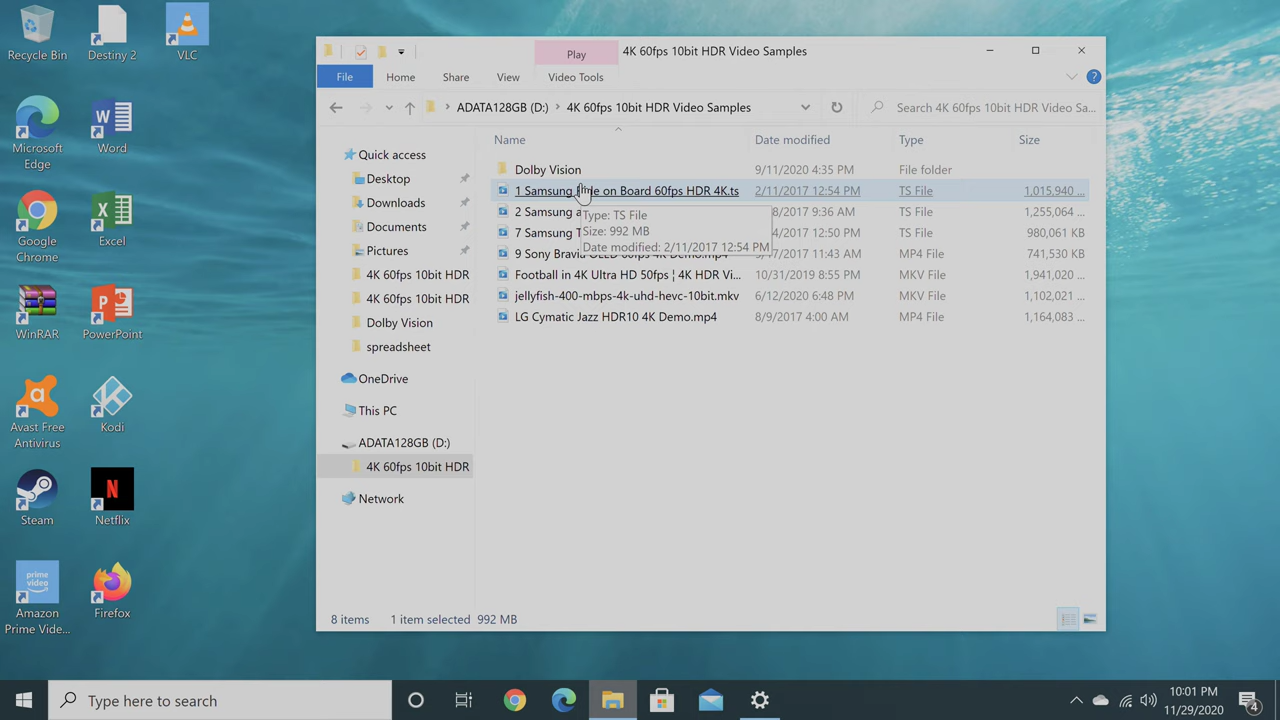 Recycle Bin
Destiny 2
VLC
Microsoft
Edge
Word
Google
Chrome
Excel
WinRAR
PowerPoint
Avast Free
Antivirus
Kodi
Steam
Netflix
prime video
Amazon
Prime Vide...
Firefox
Play
4K 60fps 10bit HDR Video Samples
File
Home
Share
View
Video Tools
ADATA128GB (D:)
4K 60fps 10bit HDR Video Samples
Search 4K 60fps 10bit HDR Video Sa...
Quick access
Desktop
Downloads
Documents
Pictures
4K 60fps 10bit HDR
4K 60fps 10bit HDR
Dolby Vision
spreadsheet
OneDrive
This PC
ADATA128GB (D:)
4K 60fps 10bit HDR
Network
Name Date modified Type Size
Dolby Vision 9/11/2020 4:35 PM File folder
1 Samsung on Board 60fps HDR 4K.ts 2/11/2017 12:54 PM TS File 1,015,940 ...
2 Samsung 9:36 AM TS File 1,255,064 ...
7 Samsung 12:50 PM TS File 980,061 KB
9 Sony Bravia OLED 60fps 4K Demo.mp4 11:43 AM MP4 File 741,530 KB
Football in 4K Ultra HD 50fps ¦ 4K HDR Vi... 10/31/2019 8:55 PM MKV File 1,941,020 ...
jellyfish-400-mbps-4k-uhd-hevc-10bit.mkv 6/12/2020 6:48 PM MKV File 1,102,021 ...
LG Cymatic Jazz HDR10 4K Demo.mp4 8/9/2017 4:00 AM MP4 File 1,164,083 ...
Type: TS File
Size: 992 MB
Date modified: 2/11/2017 12:54 PM
8 items 1 item selected 992 MB
Type here to search
10:01 PM
11/29/2020
4